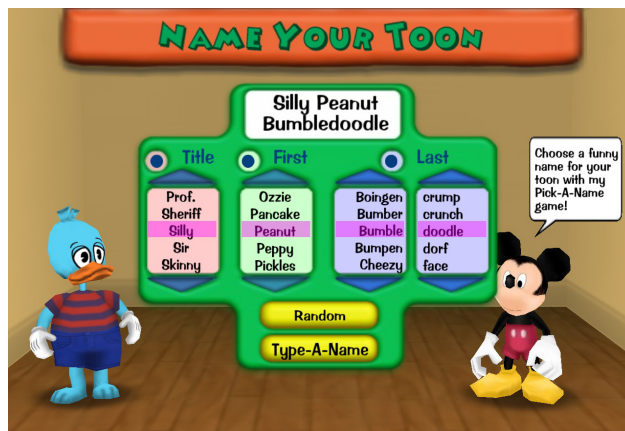 NAME YOUR TOON
Silly Peanut
Bumbledoodle
Title First Last
Prof. Ozzie Boingen crump
Sheriff Pancake Bumber crunch
Silly Peanut Bumble doodle
Sir Peppy Bumpen dorf
Skinny Pickles Cheezy face
Random
Type-A-Name
Choose a funny
name for your
toon with my
Pick-A-Name
game!